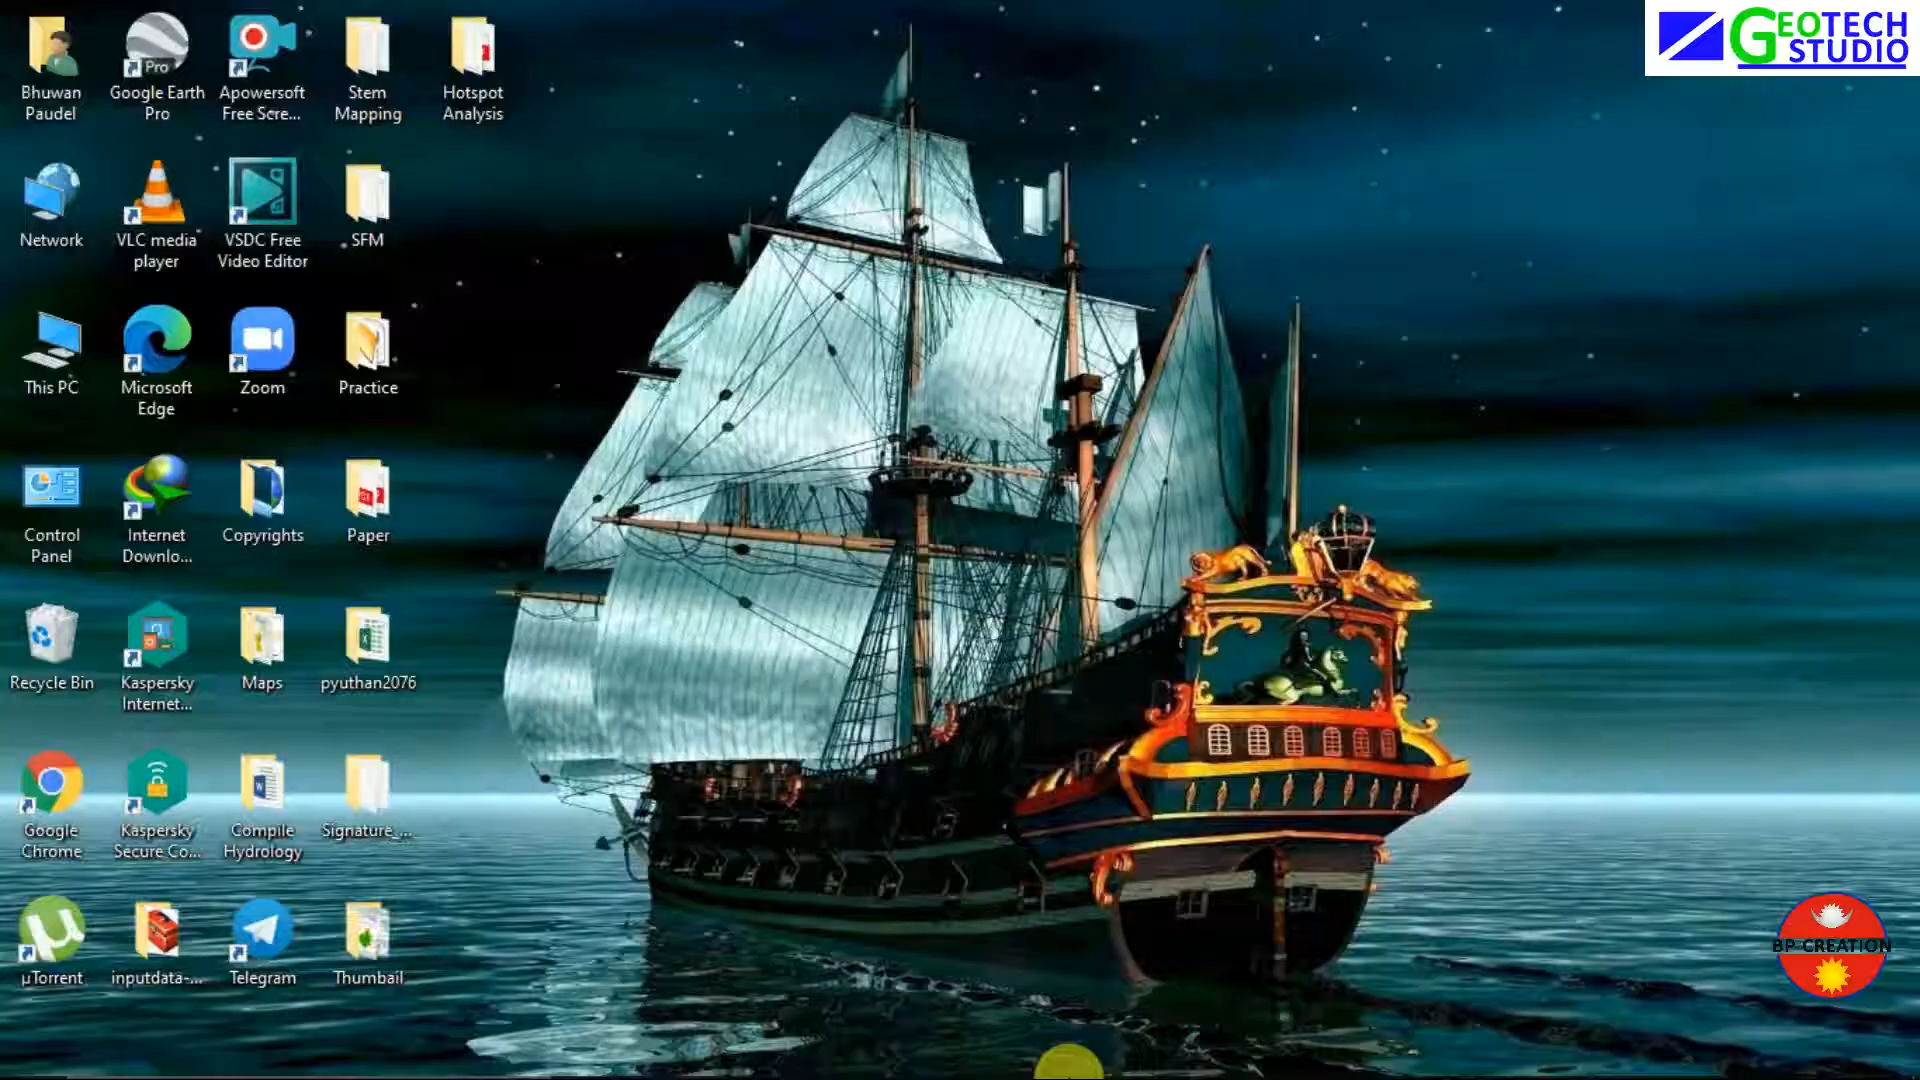 Bhuwan
Paudel
Pro
Google Earth
Pro
Apowersoft
Free Scre...
Stem
Mapping
Hotspot
Analysis
GEOTECH
STUDIO
Network
VLC media
player
VSDC Free
Video Editor
SFM
This PC
Microsoft
Edge
Zoom
Practice
Control
Panel
Internet
Downlo...
Copyrights
Paper
Recycle Bin
Kaspersky
Internet...
Maps
pyuthan2076
Google
Chrome
Kaspersky
Secure Co...
Compile
Hydrology
Signature_...
µTorrent
inputdata-...
Telegram
Thumbail
BP CREATION